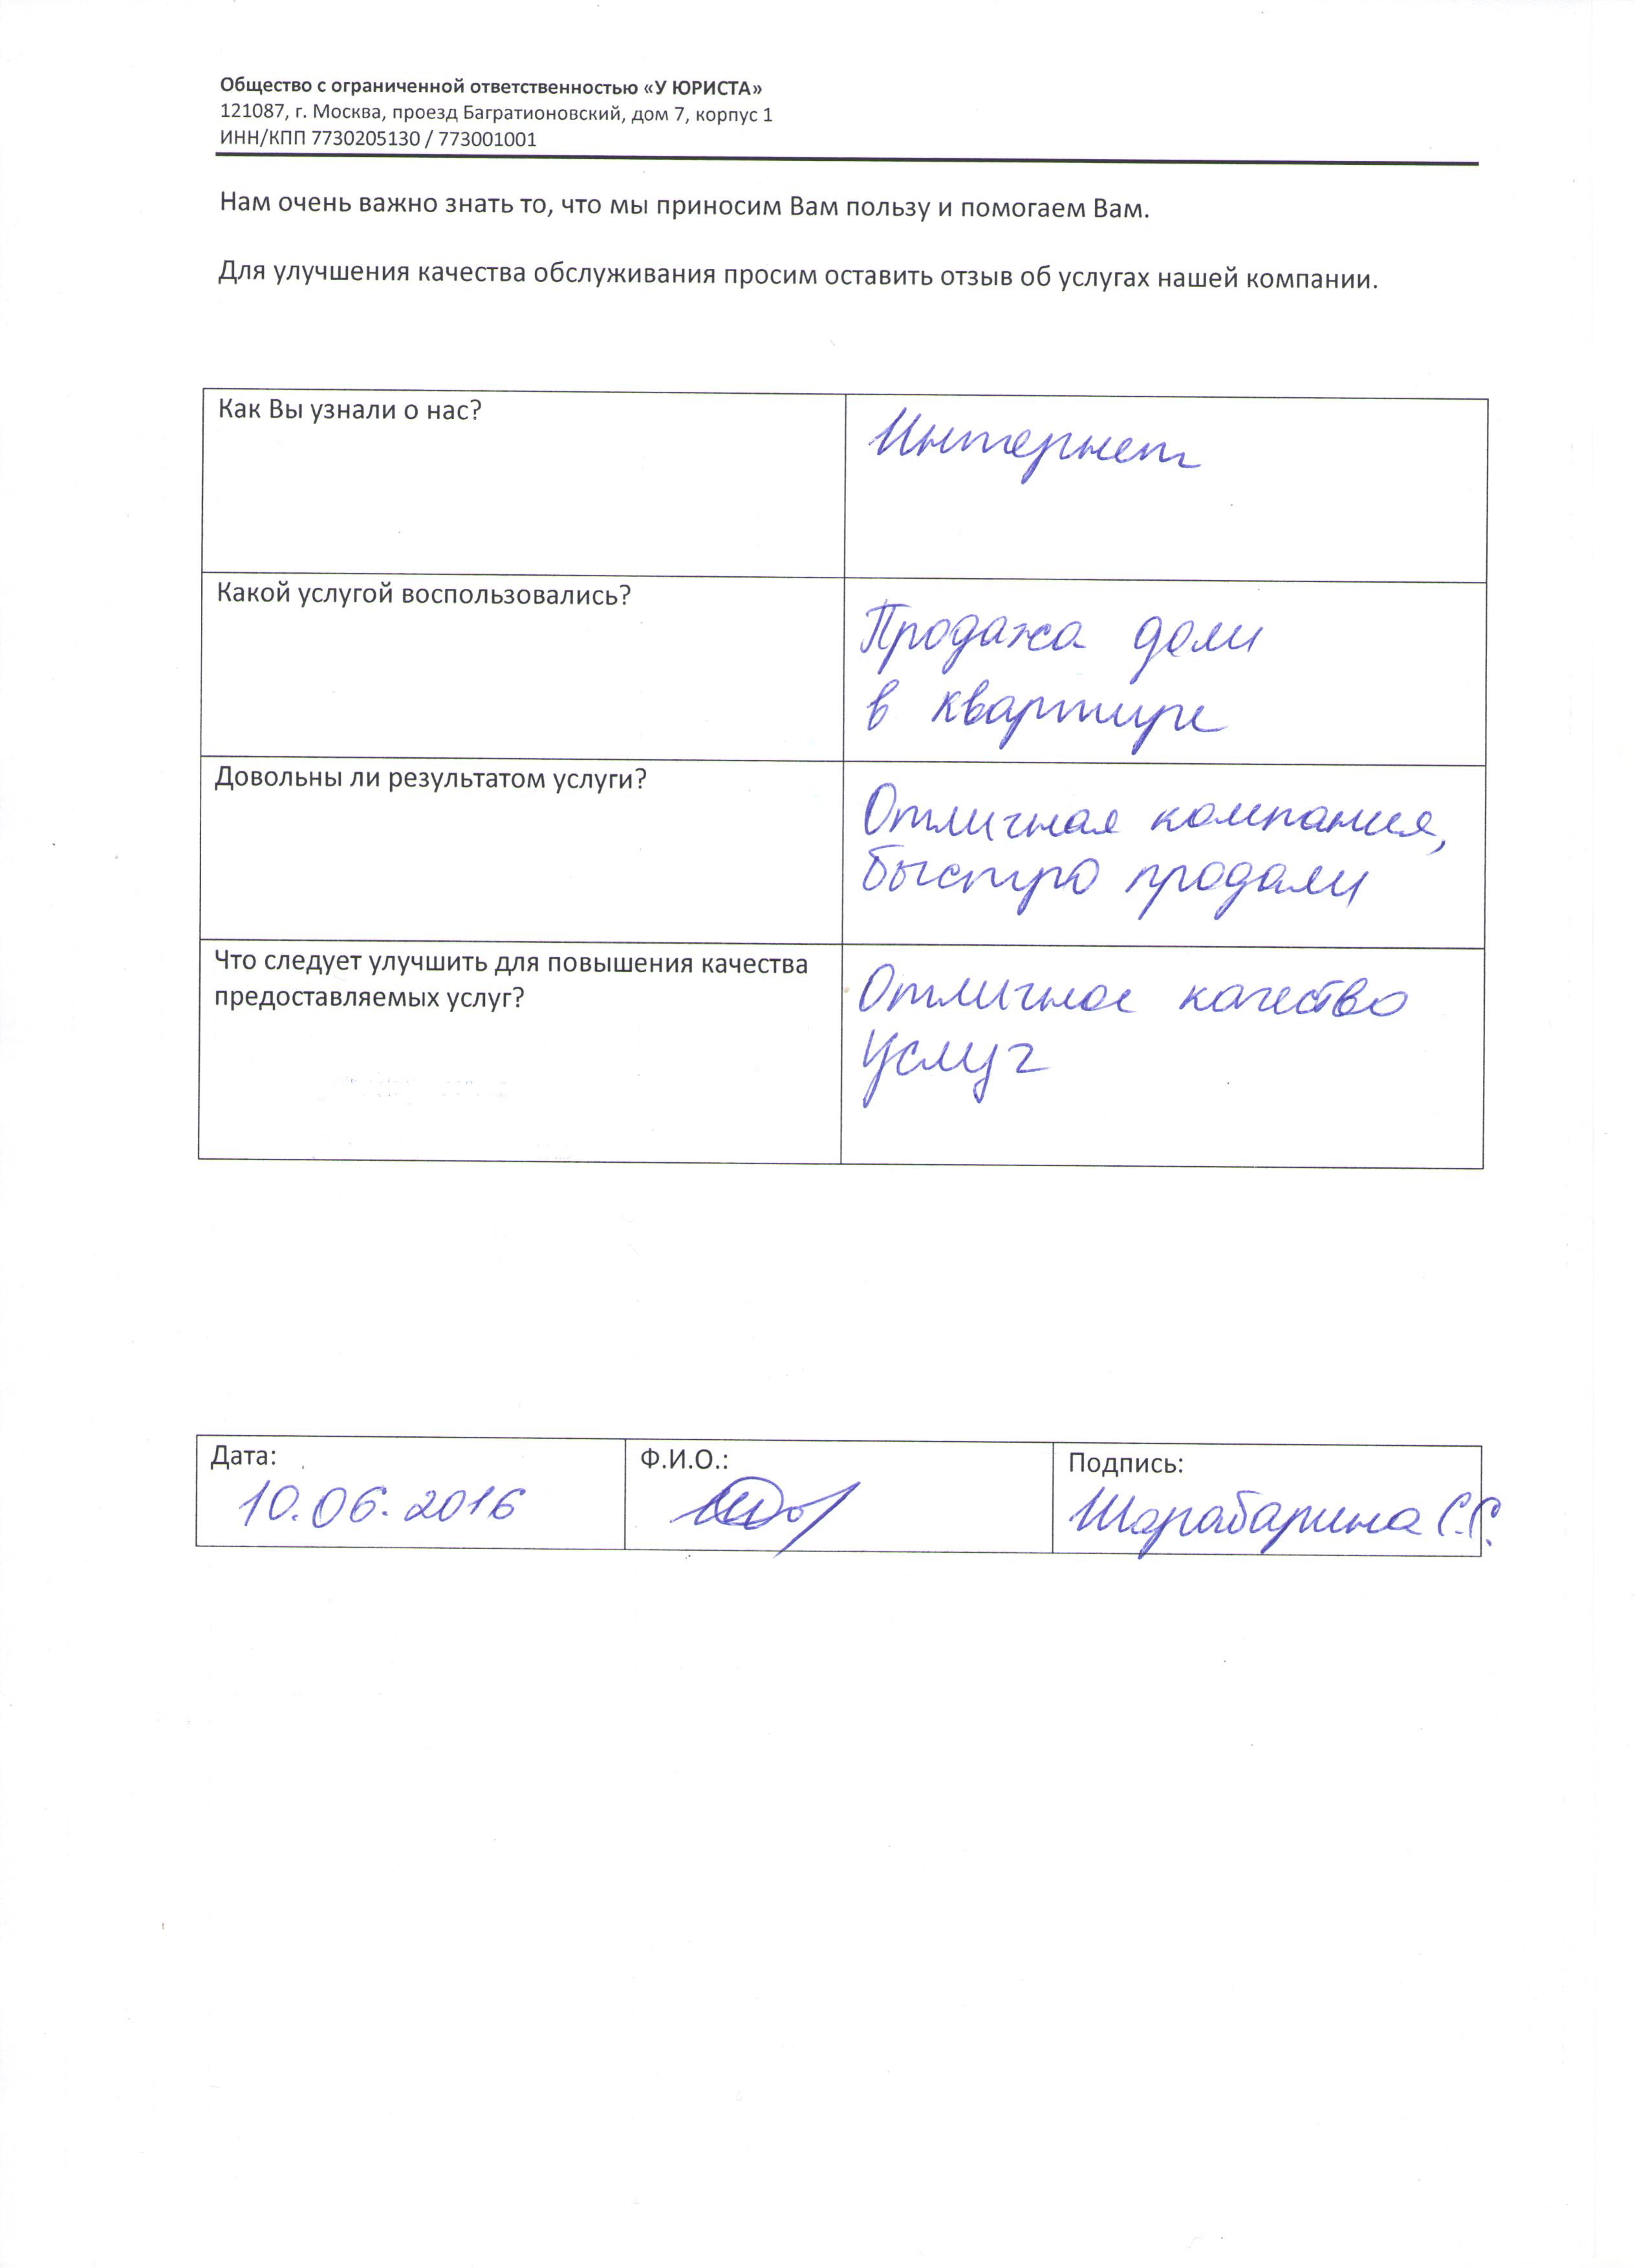 Общество с ограниченной ответственностью «У ЮРИСТА»
121087, г. Москва, проезд Багратионовский, дом 7, корпус 1
ИНН/КПП 7730205130 / 773001001
Нам очень важно знать то, что мы приносим Вам пользу и помогаем Вам.
Для улучшения качества обслуживания просим оставить отзыв об услугах нашей компании.
Как Вы узнали о нас?
Интернет
Какой услугой воспользовались?
Продажа доли
в квартире
Довольны ли результатом услуги?
Отличная компания,
быстро продали
Что следует улучшить для повышения качества
предоставляемых услуг?
Отличное качество
услуг
Дата:
10.06.2016
Ф.И.О.:
Подпись:
Шарабарина С.С.